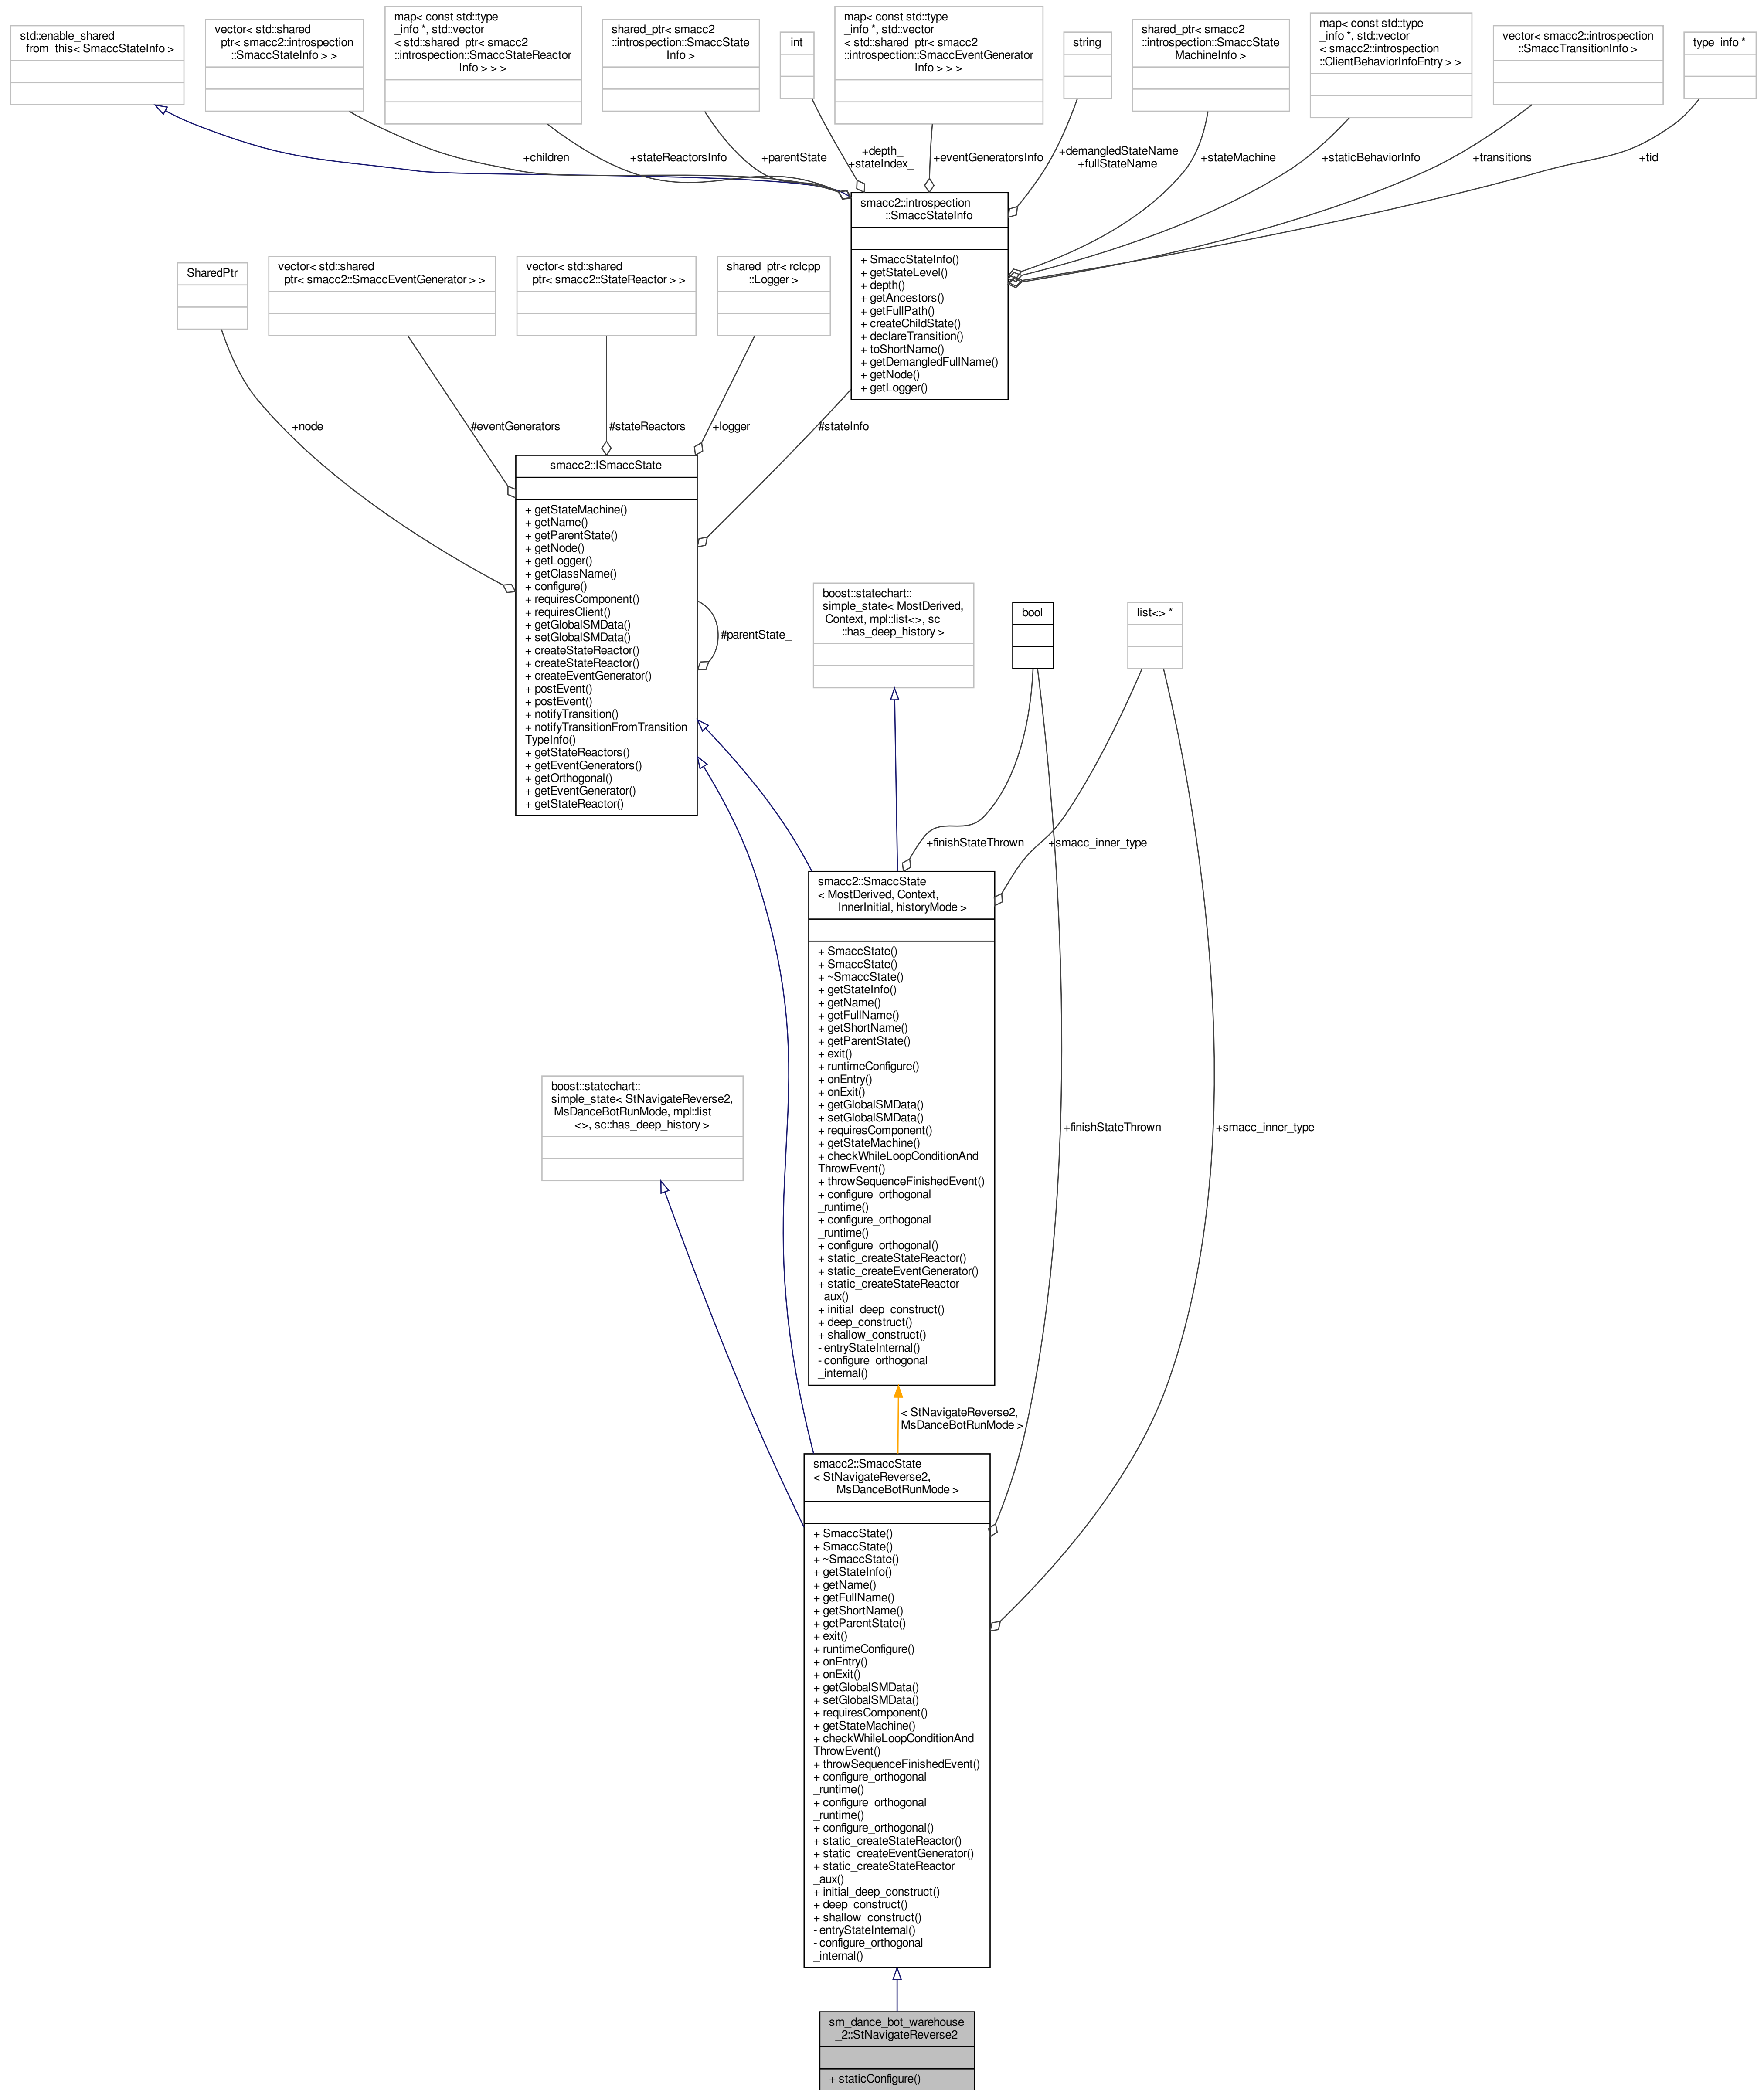 std::enable_shared
_from_this< SmaccStateInfo >
vector< std::shared
_ptr< smacc2::introspection
::SmaccStateInfo > >
map< const std::type
_info *, std::vector
< std::shared_ptr< smacc2
::introspection::SmaccStateReactor
Info > > >
shared_ptr< smacc2
::introspection::SmaccState
Info >
int
map< const std::type
_info *, std::vector
< std::shared_ptr< smacc2
::introspection::SmaccEventGenerator
Info > > >
string
shared_ptr< smacc2
::introspection::SmaccState
MachineInfo >
map< const std::type
_info *, std::vector
< smacc2::introspection
::ClientBehaviorInfoEntry > >
vector< smacc2::introspection
::SmaccTransitionInfo >
type_info *
+children_
+stateReactorsInfo
+parentState_
+depth_
+stateIndex_
+eventGeneratorsInfo
+demangledStateName
+fullStateName
+stateMachine_
+staticBehaviorInfo
+transitions_
+tid_
smacc2::introspection
::SmaccStateInfo
+ SmaccStateInfo()
+ getStateLevel()
+ depth()
+ getAncestors()
+ getFullPath()
+ createChildState()
+ declareTransition()
+ toShortName()
+ getDemangledFullName()
+ getNode()
+ getLogger()
SharedPtr
vector< std::shared
_ptr< smacc2::SmaccEventGenerator > >
vector< std::shared
_ptr< smacc2::StateReactor > >
shared_ptr< rclcpp
::Logger >
+node_
#eventGenerators_
#stateReactors_
+logger_
#stateInfo_
smacc2::ISmaccState
+ getStateMachine()
+ getName()
+ getParentState()
+ getNode()
+ getLogger()
+ getClassName()
+ configure()
+ requiresComponent()
+ requiresClient()
+ getGlobalSMData()
+ setGlobalSMData()
+ createStateReactor()
+ createStateReactor()
+ createEventGenerator()
+ postEvent()
+ postEvent()
+ notifyTransition()
+ notifyTransitionFromTransition
TypeInfo()
+ getStateReactors()
+ getEventGenerators()
+ getOrthogonal()
+ getEventGenerator()
+ getStateReactor()
#parentState_
boost::statechart::
simple_state< MostDerived,
Context, mpl::list<>, sc
::has_deep_history >
bool
list<> *
+finishStateThrown
+smacc_inner_type
smacc2::SmaccState
< MostDerived, Context,
InnerInitial, historyMode >
+ SmaccState()
+ SmaccState()
+ ~SmaccState()
+ getStateInfo()
+ getName()
+ getFullName()
+ getShortName()
+ getParentState()
+ exit()
+ runtimeConfigure()
+ onEntry()
+ onExit()
+ getGlobalSMData()
+ setGlobalSMData()
+ requiresComponent()
+ getStateMachine()
+ checkWhileLoopConditionAnd
ThrowEvent()
+ throwSequenceFinishedEvent()
+ configure_orthogonal
_runtime()
+ configure_orthogonal
_runtime()
+ configure_orthogonal()
+ static_createStateReactor()
+ static_createEventGenerator()
+ static_createStateReactor
_aux()
+ initial_deep_construct()
+ deep_construct()
+ shallow_construct()
- entryStateInternal()
- configure_orthogonal
_internal()
boost::statechart::
simple_state< StNavigateReverse2,
MsDanceBotRunMode, mpl::list
<>, sc::has_deep_history >
+finishStateThrown
+smacc_inner_type
< StNavigateReverse2,
MsDanceBotRunMode >
smacc2::SmaccState
< StNavigateReverse2,
MsDanceBotRunMode >
+ SmaccState()
+ SmaccState()
+ ~SmaccState()
+ getStateInfo()
+ getName()
+ getFullName()
+ getShortName()
+ getParentState()
+ exit()
+ runtimeConfigure()
+ onEntry()
+ onExit()
+ getGlobalSMData()
+ setGlobalSMData()
+ requiresComponent()
+ getStateMachine()
+ checkWhileLoopConditionAnd
ThrowEvent()
+ throwSequenceFinishedEvent()
+ configure_orthogonal
_runtime()
+ configure_orthogonal
_runtime()
+ configure_orthogonal()
+ static_createStateReactor()
+ static_createEventGenerator()
+ static_createStateReactor
_aux()
+ initial_deep_construct()
+ deep_construct()
+ shallow_construct()
- entryStateInternal()
- configure_orthogonal
_internal()
sm_dance_bot_warehouse
_2::StNavigateReverse2
+ staticConfigure()